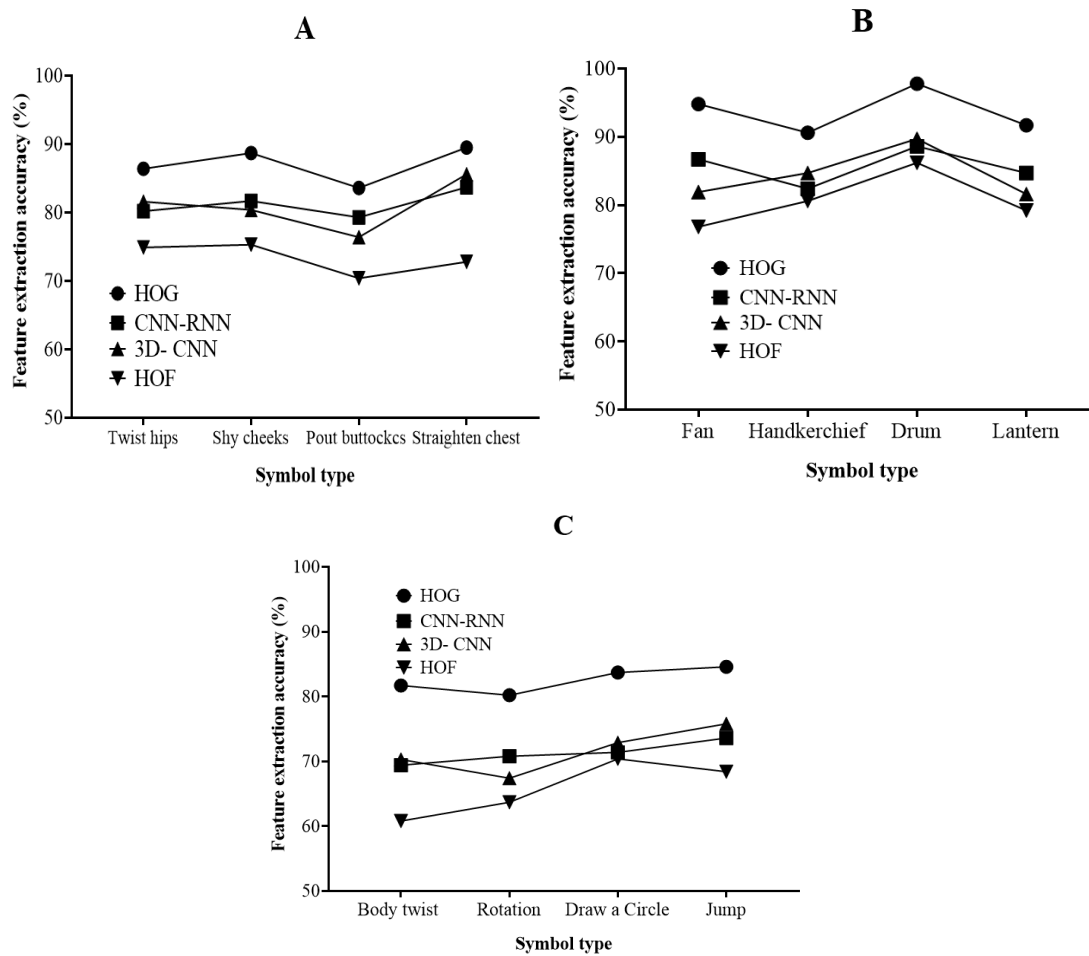 A
Feature extraction accuracy (%)
100
90
80
70
60
50
HOG
CNN-RNN
3D- CNN
HOF
Twist hips Shy cheeks Pout buttockcs Straighten chest
Symbol type
B
Feature extraction accuracy (%)
100
90
80
70
60
50
HOG
CNN-RNN
3D- CNN
HOF
Fan Handkerchief Drum Lantern
Symbol type
C
Feature extraction accuracy (%)
100
90
80
70
60
50
HOG
CNN-RNN
3D- CNN
HOF
Body twist Rotation Draw a Circle Jump
Symbol type